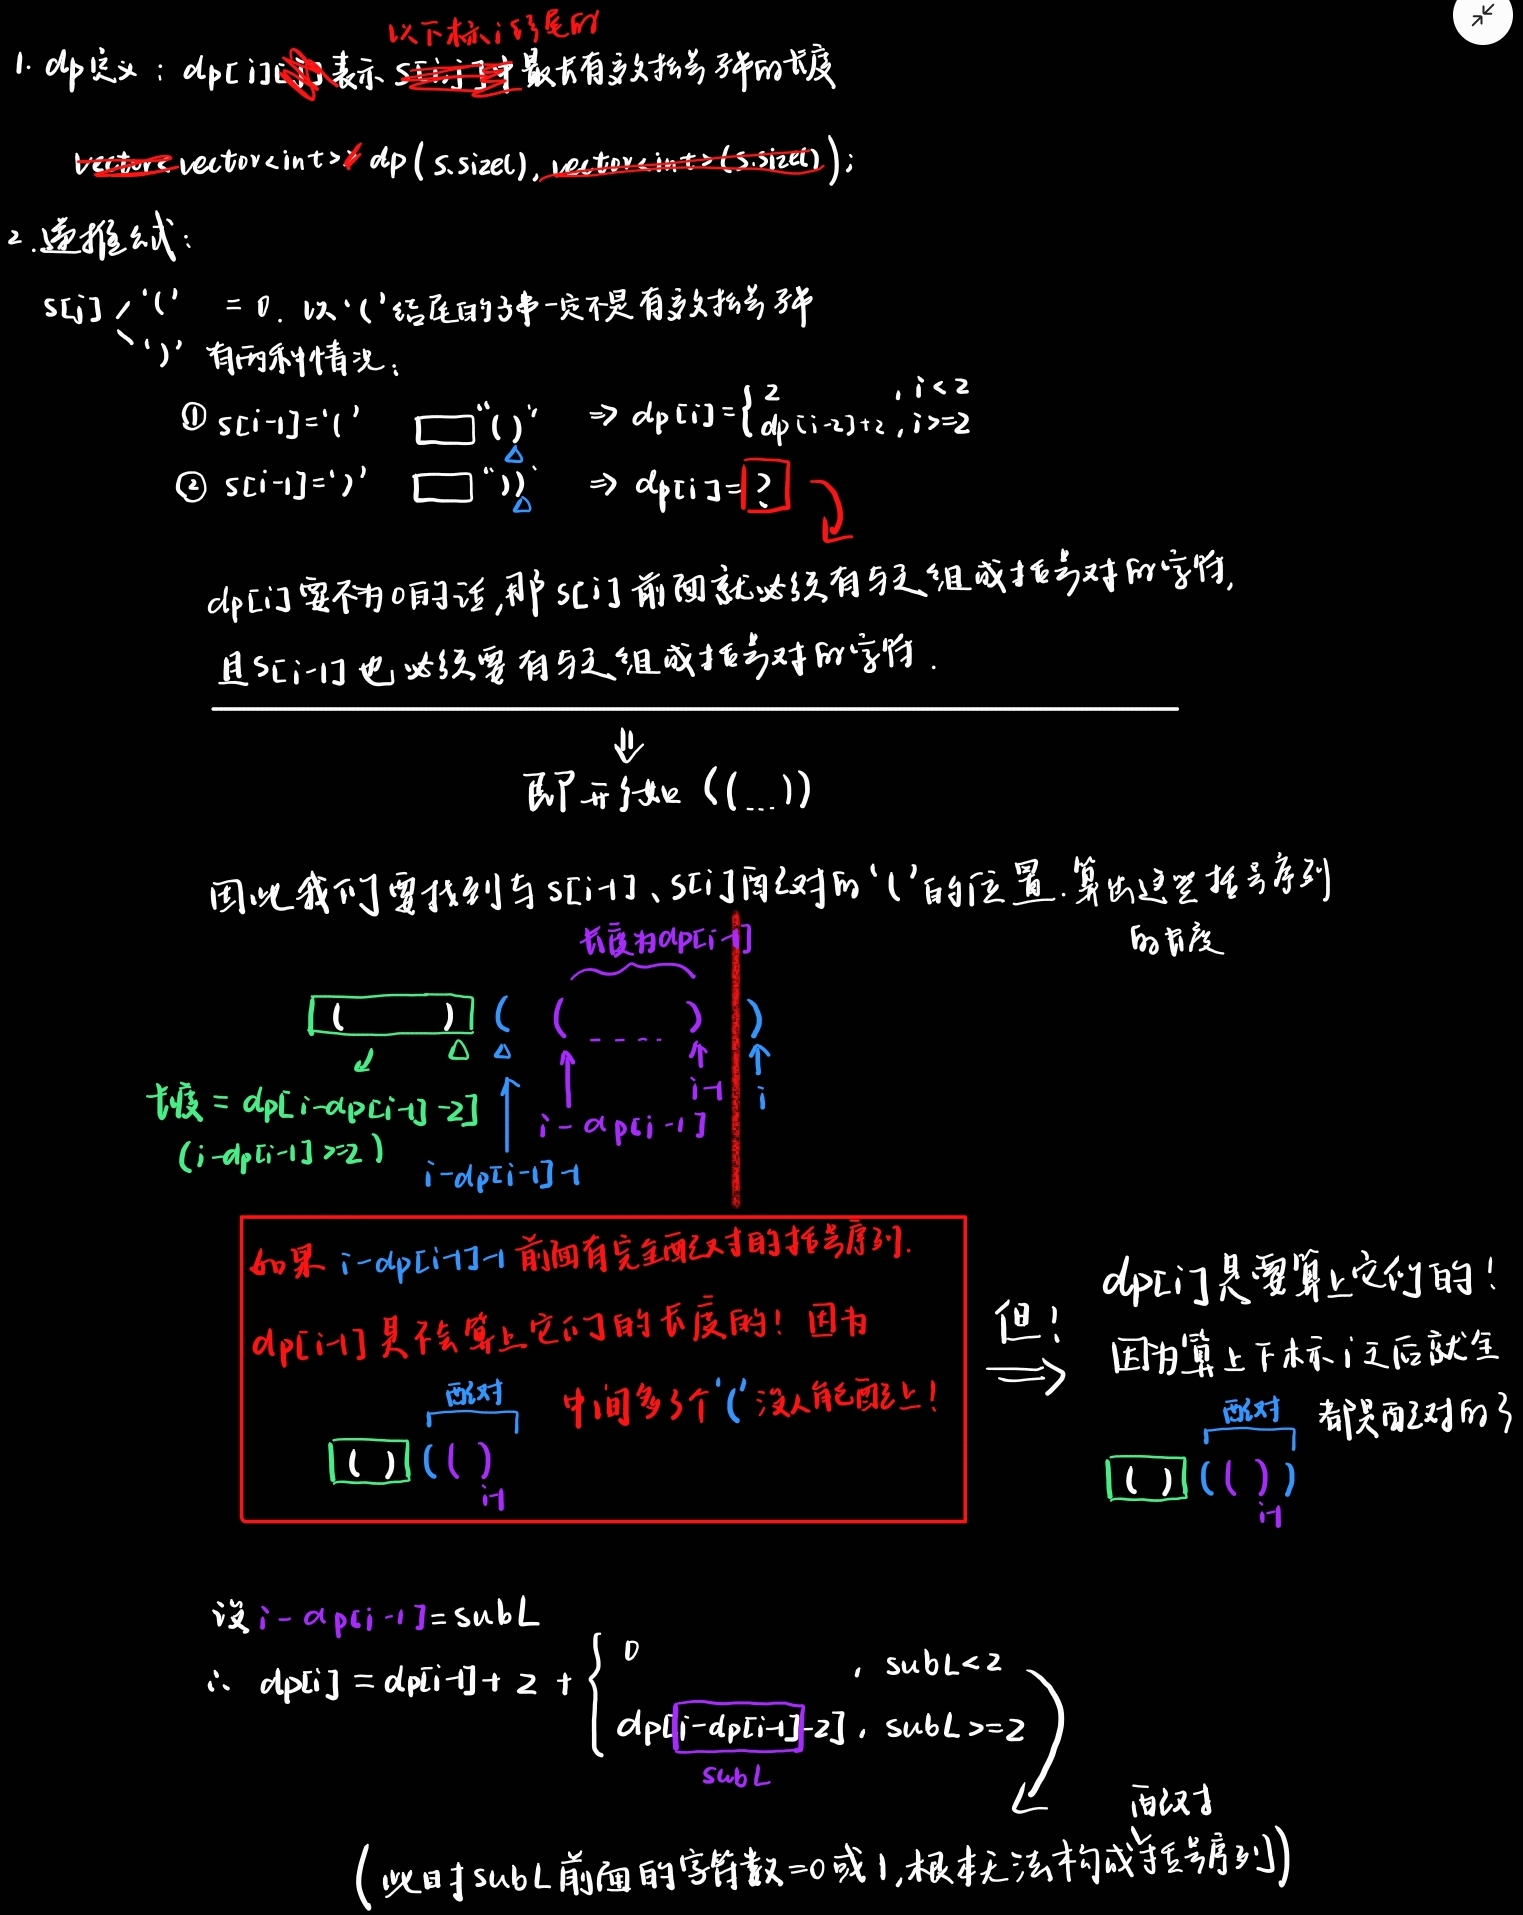 以下标i结尾的
1. dp定义：dp[i][j]表示s[i:j]中最长有效括号子串的长度
vector<vector<int>> dp(s.size(), vector<int>(s.size());
2.递推公式：
s[j] '(' = 0. 以'('结尾的子串一定不是有效括号子串
')' 有两种情况：
① s[i-1]='(' "()" ⇒ dp[i]={ 2 , i<2
dp[i-2]+2 , i>=2
② s[i-1]=')' "))" ⇒ dp[i]=?
dp[i]要不为0的话,那s[i]前面就必须有与之组成括号对的字符,
且s[i-1]也必须要有与之组成括号对的字符.
⇓
即形如((...))
因此我们要找到与s[i-1]、s[i]配对的'('的位置.算出这些括号序列
的长度
长度为dp[i-1]
( ) ( ( ---- ) )
i-1 i
长度 = dp[i-dp[i-1]-2]
i-dp[i-1]
(i-dp[i-1]>=2)
i-dp[i-1]-1
如果 i-dp[i-1]-1 前面有完全配对的括号序列.
dp[i-1]是不会算上它们的长度的！因为
中间多了个'('没人能配上！
配对
( ) ( ( )
i-1
但！
⇒
dp[i]是要算上它们的！
因为算上下标i之后就全
都是配对的了
配对
( ) ( ( ) )
i-1
设 i-dp[i-1]=subL
∴ dp[i] = dp[i-1]+ 2 + { 0 , subL<2
dp[i-dp[i-1]-2] , subL>=2
subL
配对
(此时subL前面的字符数=0或1,根本无法构成括号序列)